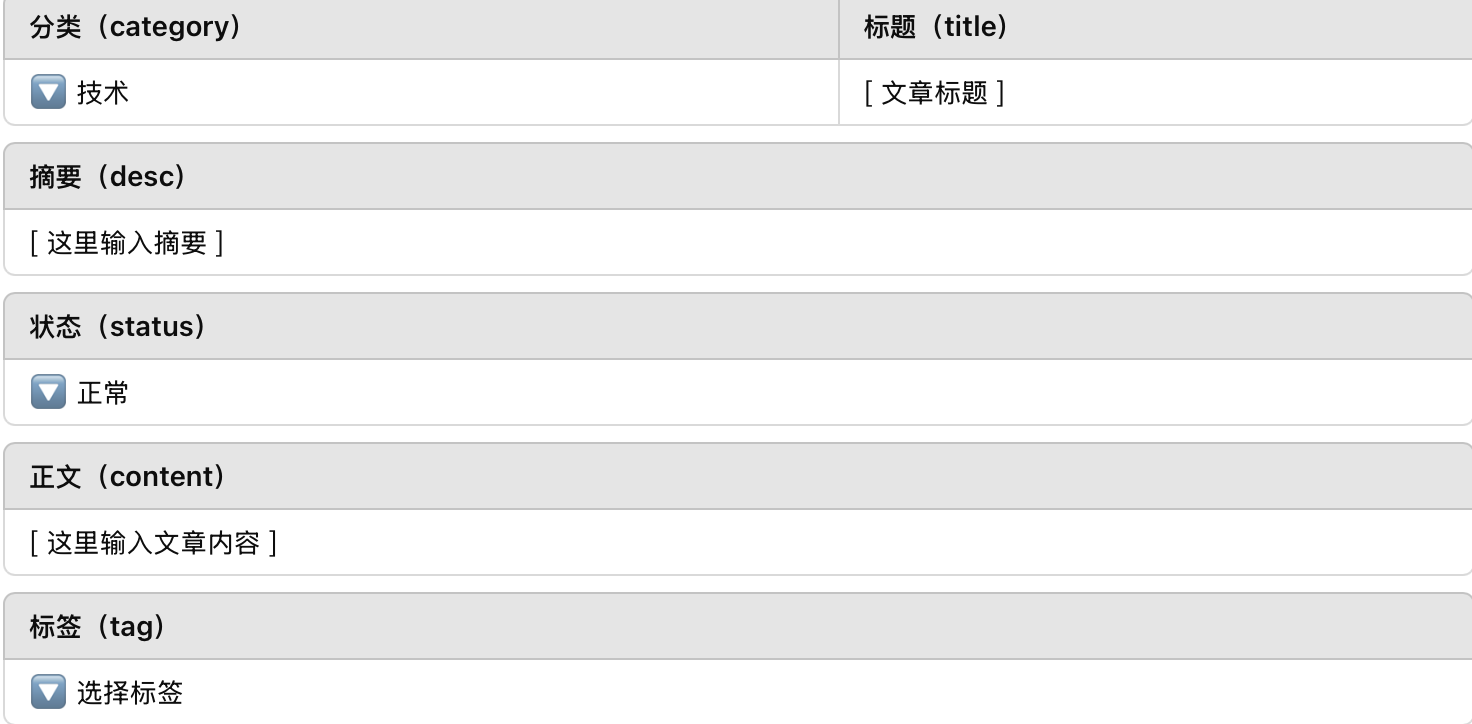 分类（category） 标题（title）
🔽 技术 [ 文章标题 ]
摘要（desc）
[ 这里输入摘要 ]
状态（status）
🔽 正常
正文（content）
[ 这里输入文章内容 ]
标签（tag）
🔽 选择标签